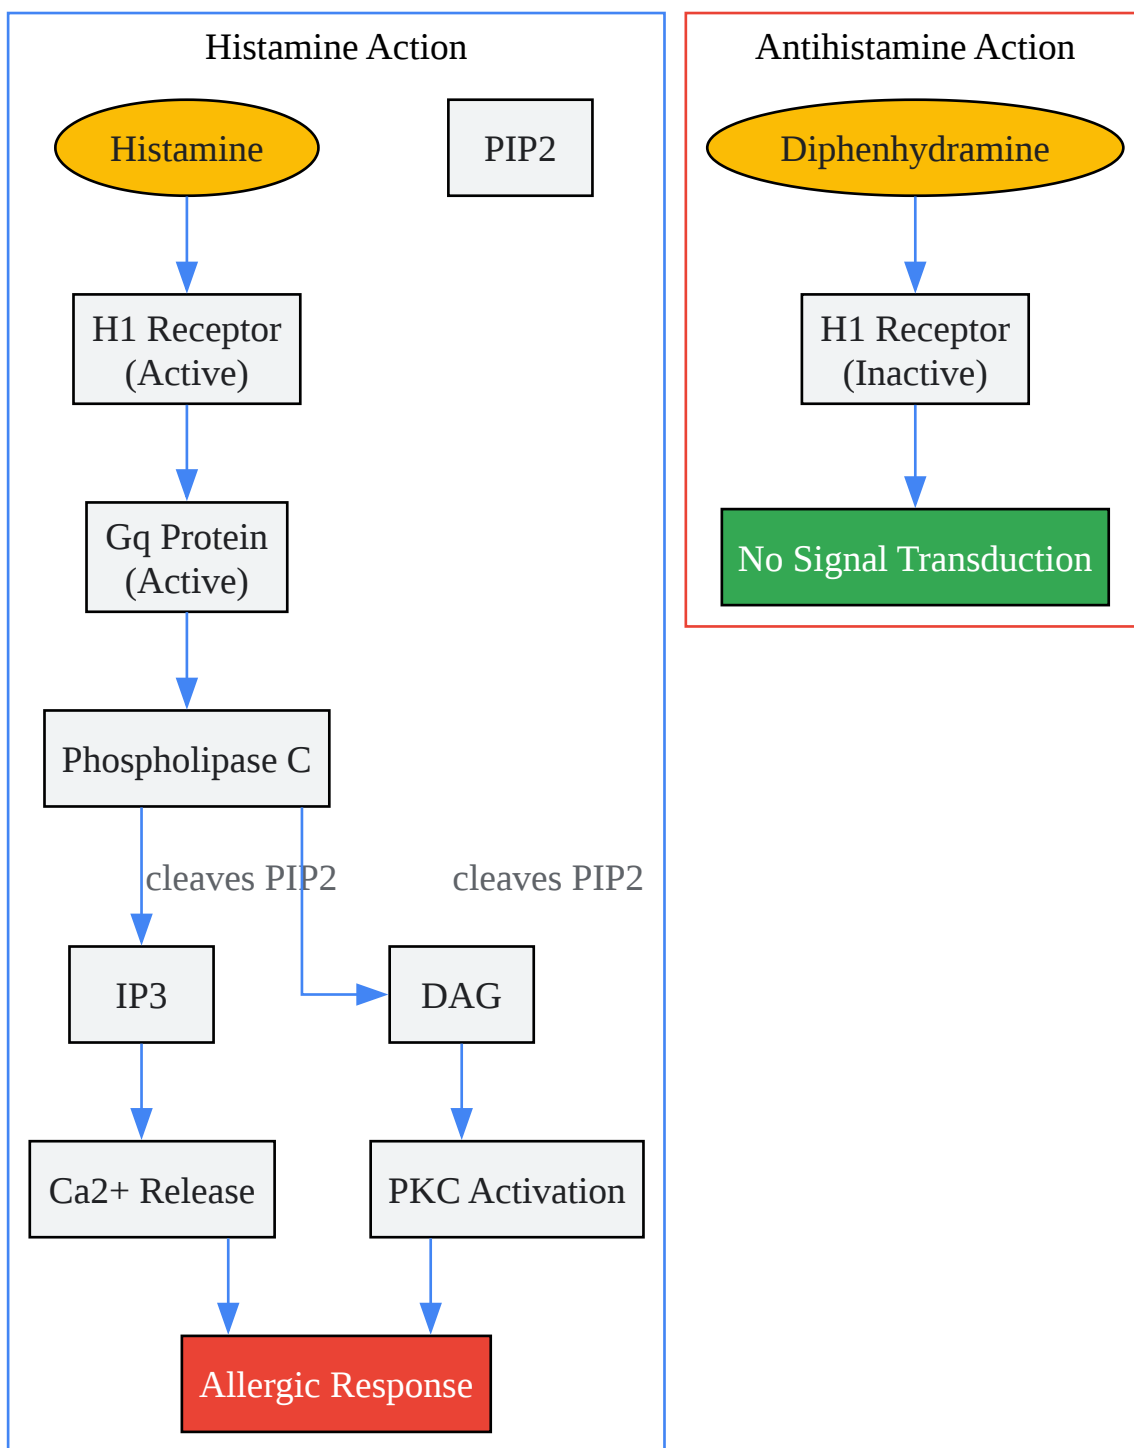 Histamine Action
Histamine
PIP2
H1 Receptor
(Active)
Gq Protein
(Active)
Phospholipase C
cleaves PIP2
cleaves PIP2
IP3
DAG
Ca2+ Release
PKC Activation
Allergic Response
Antihistamine Action
Diphenhydramine
H1 Receptor
(Inactive)
No Signal Transduction